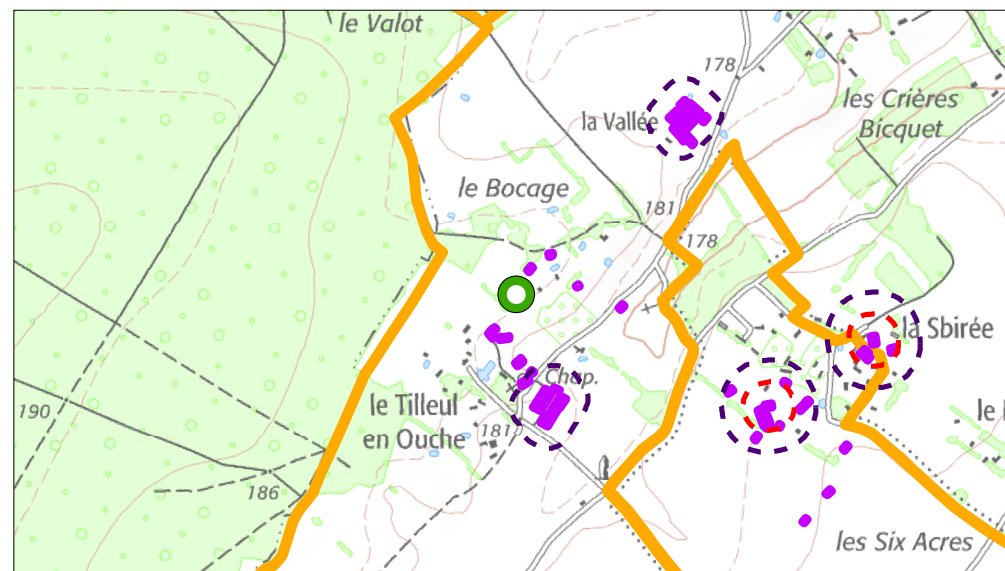 le Valot
178
les Crières
Bicquet
la Vallée
le Bocage
181
178
la Sbirée
Chap.
le Tilleul
en Ouche
181
190
186
les Six Acres